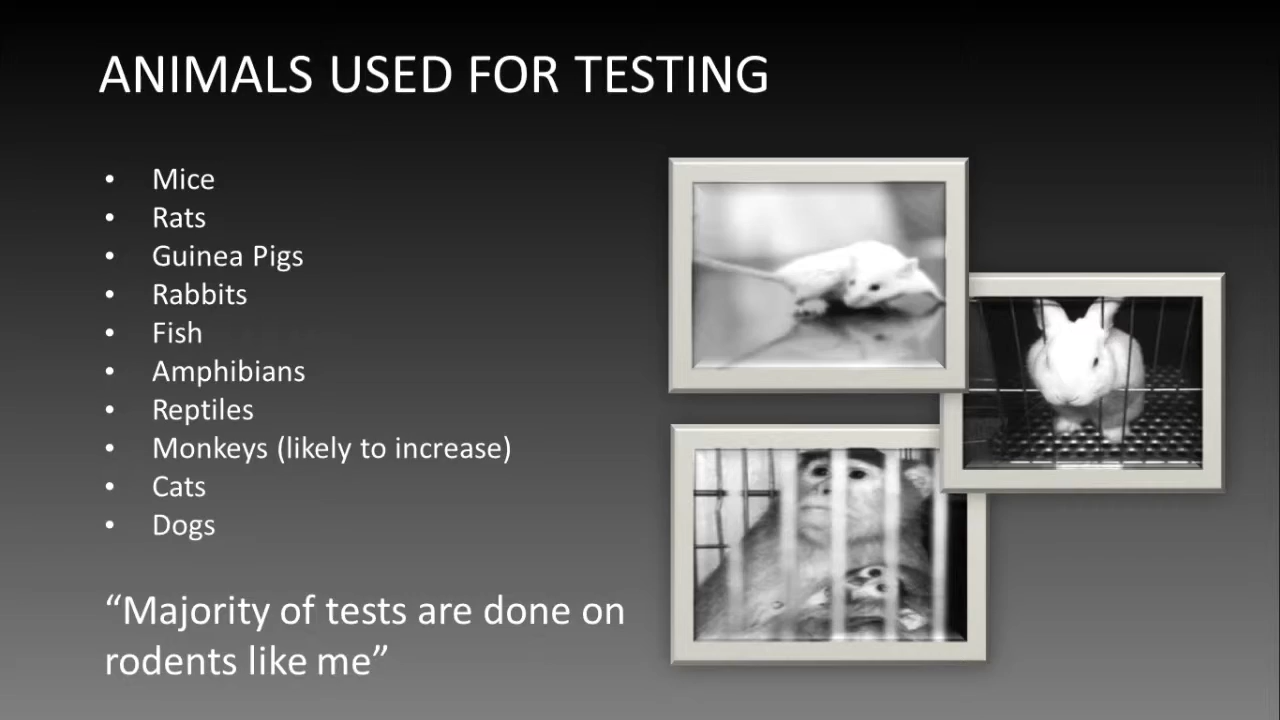 ANIMALS USED FOR TESTING
• Mice
• Rats
• Guinea Pigs
• Rabbits
• Fish
• Amphibians
• Reptiles
• Monkeys (likely to increase)
• Cats
• Dogs
“Majority of tests are done on
rodents like me”